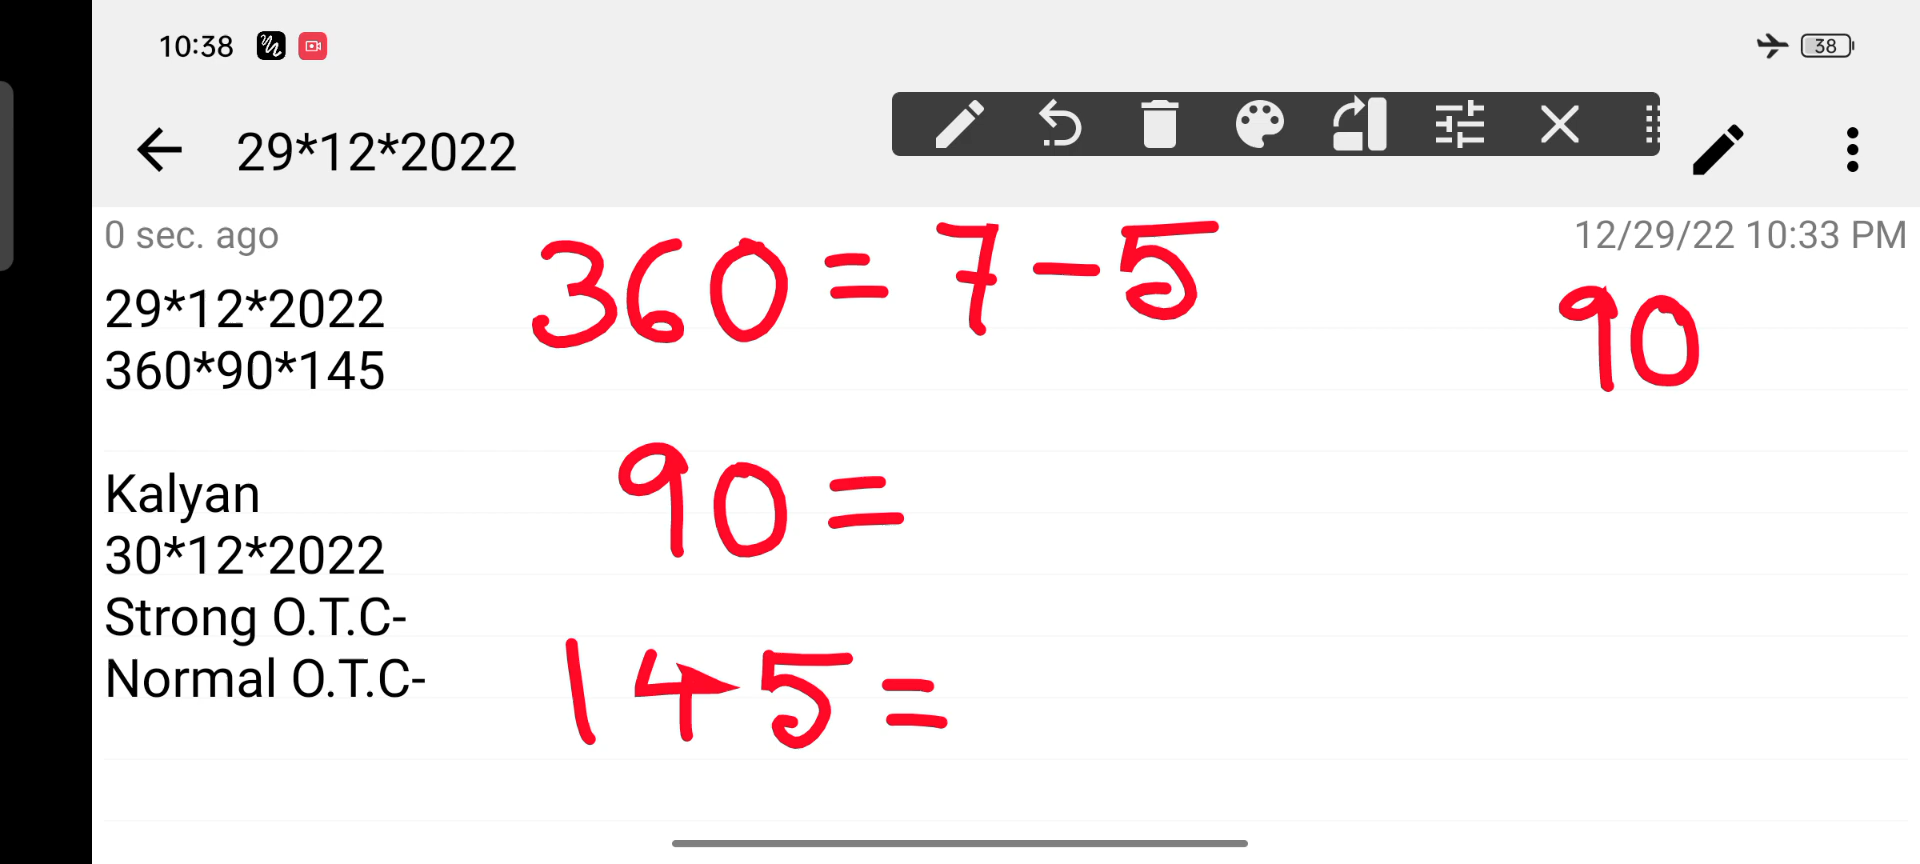 10:38
38
29*12*2022
0 sec. ago
12/29/22 10:33 PM
360=7-5
29*12*2022
90
360*90*145
90=
Kalyan
30*12*2022
Strong O.T.C-
145=
Normal O.T.C-